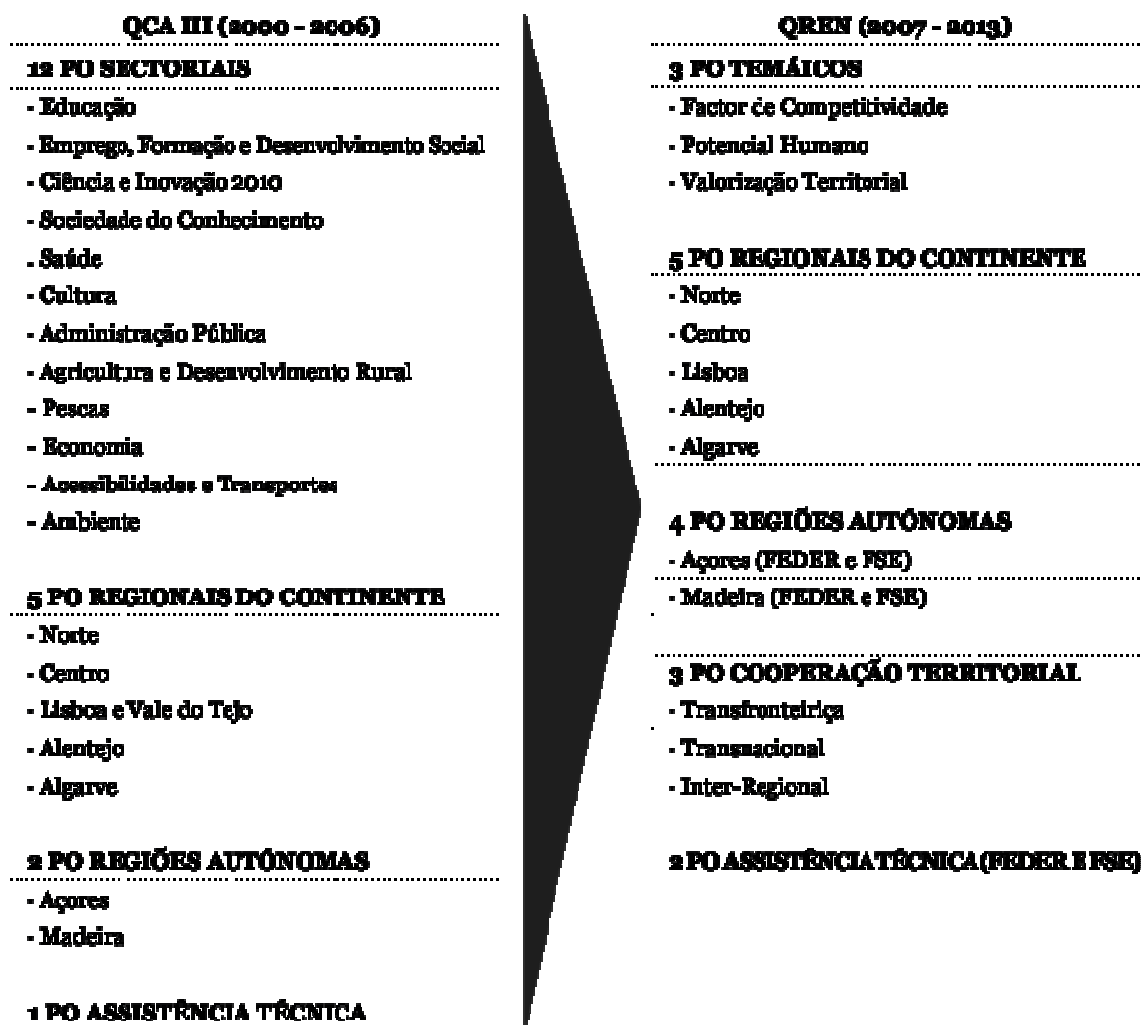 QCA III (2000 - 2006)
12 PO SECTORIAIS
- Educação
- Emprego, Formação e Desenvolvimento Social
- Ciência e Inovação 2010
- Sociedade do Conhecimento
. Saúde
- Cultura
- Administração Pública
- Agricultura e Desenvolvimento Rural
- Pescas
- Economia
- Acessibilidades e Transportes
- Ambiente
5 PO REGIONAIS DO CONTINENTE
- Norte
- Centro
- Lisboa e Vale do Tejo
- Alentejo
- Algarve
2 PO REGIÕES AUTÓNOMAS
- Açores
- Madeira
1 PO ASSISTÊNCIA TÉCNICA
QREN (2007 - 2013)
3 PO TEMÁICOS
- Factor de Competitividade
- Potencial Humano
- Valorização Territorial
5 PO REGIONAIS DO CONTINENTE
- Norte
- Centro
- Lisboa
- Alentejo
- Algarve
4 PO REGIÕES AUTÓNOMAS
- Açores (FEDER e FSE)
- Madeira (FEDER e FSE)
3 PO COOPERAÇÃO TERRITORIAL
- Transfronteiriça
- Transnacional
- Inter-Regional
2 PO ASSISTÊNCIA TÉCNICA (FEDER E FSE)